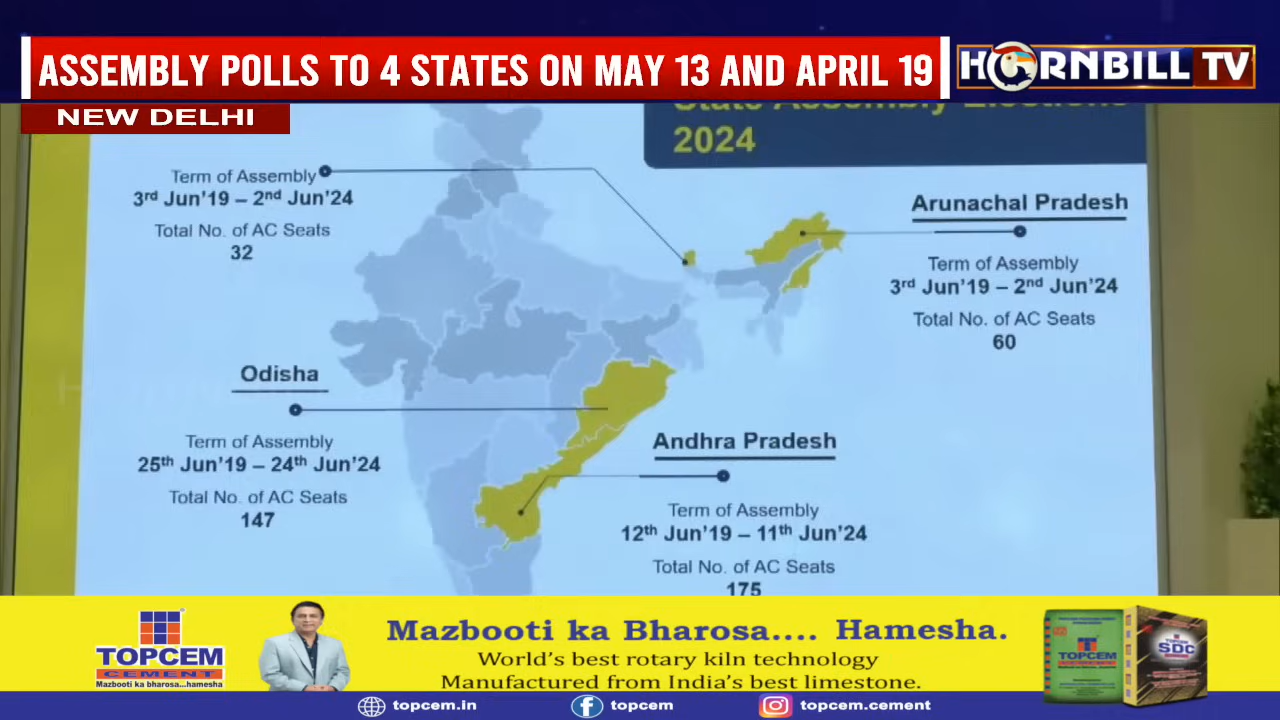 ASSEMBLY POLLS TO 4 STATES ON MAY 13 AND APRIL 19
HORNBILL TV
NEW DELHI
State Assembly Elections
2024
Term of Assembly
3rd Jun'19 – 2nd Jun'24
Total No. of AC Seats
32
Arunachal Pradesh
Term of Assembly
3rd Jun'19 – 2nd Jun'24
Total No. of AC Seats
60
Odisha
Term of Assembly
25th Jun'19 – 24th Jun'24
Total No. of AC Seats
147
Andhra Pradesh
Term of Assembly
12th Jun'19 – 11th Jun'24
Total No. of AC Seats
175
TOPCEM
CEMENT
Mazbooti ka bharosa...hamesha
Mazbooti ka Bharosa.... Hamesha.
World's best rotary kiln technology
Manufactured from India's best limestone.
TOPCEM
TOPCEM
SDC
topcem.in
topcem
topcem.cement